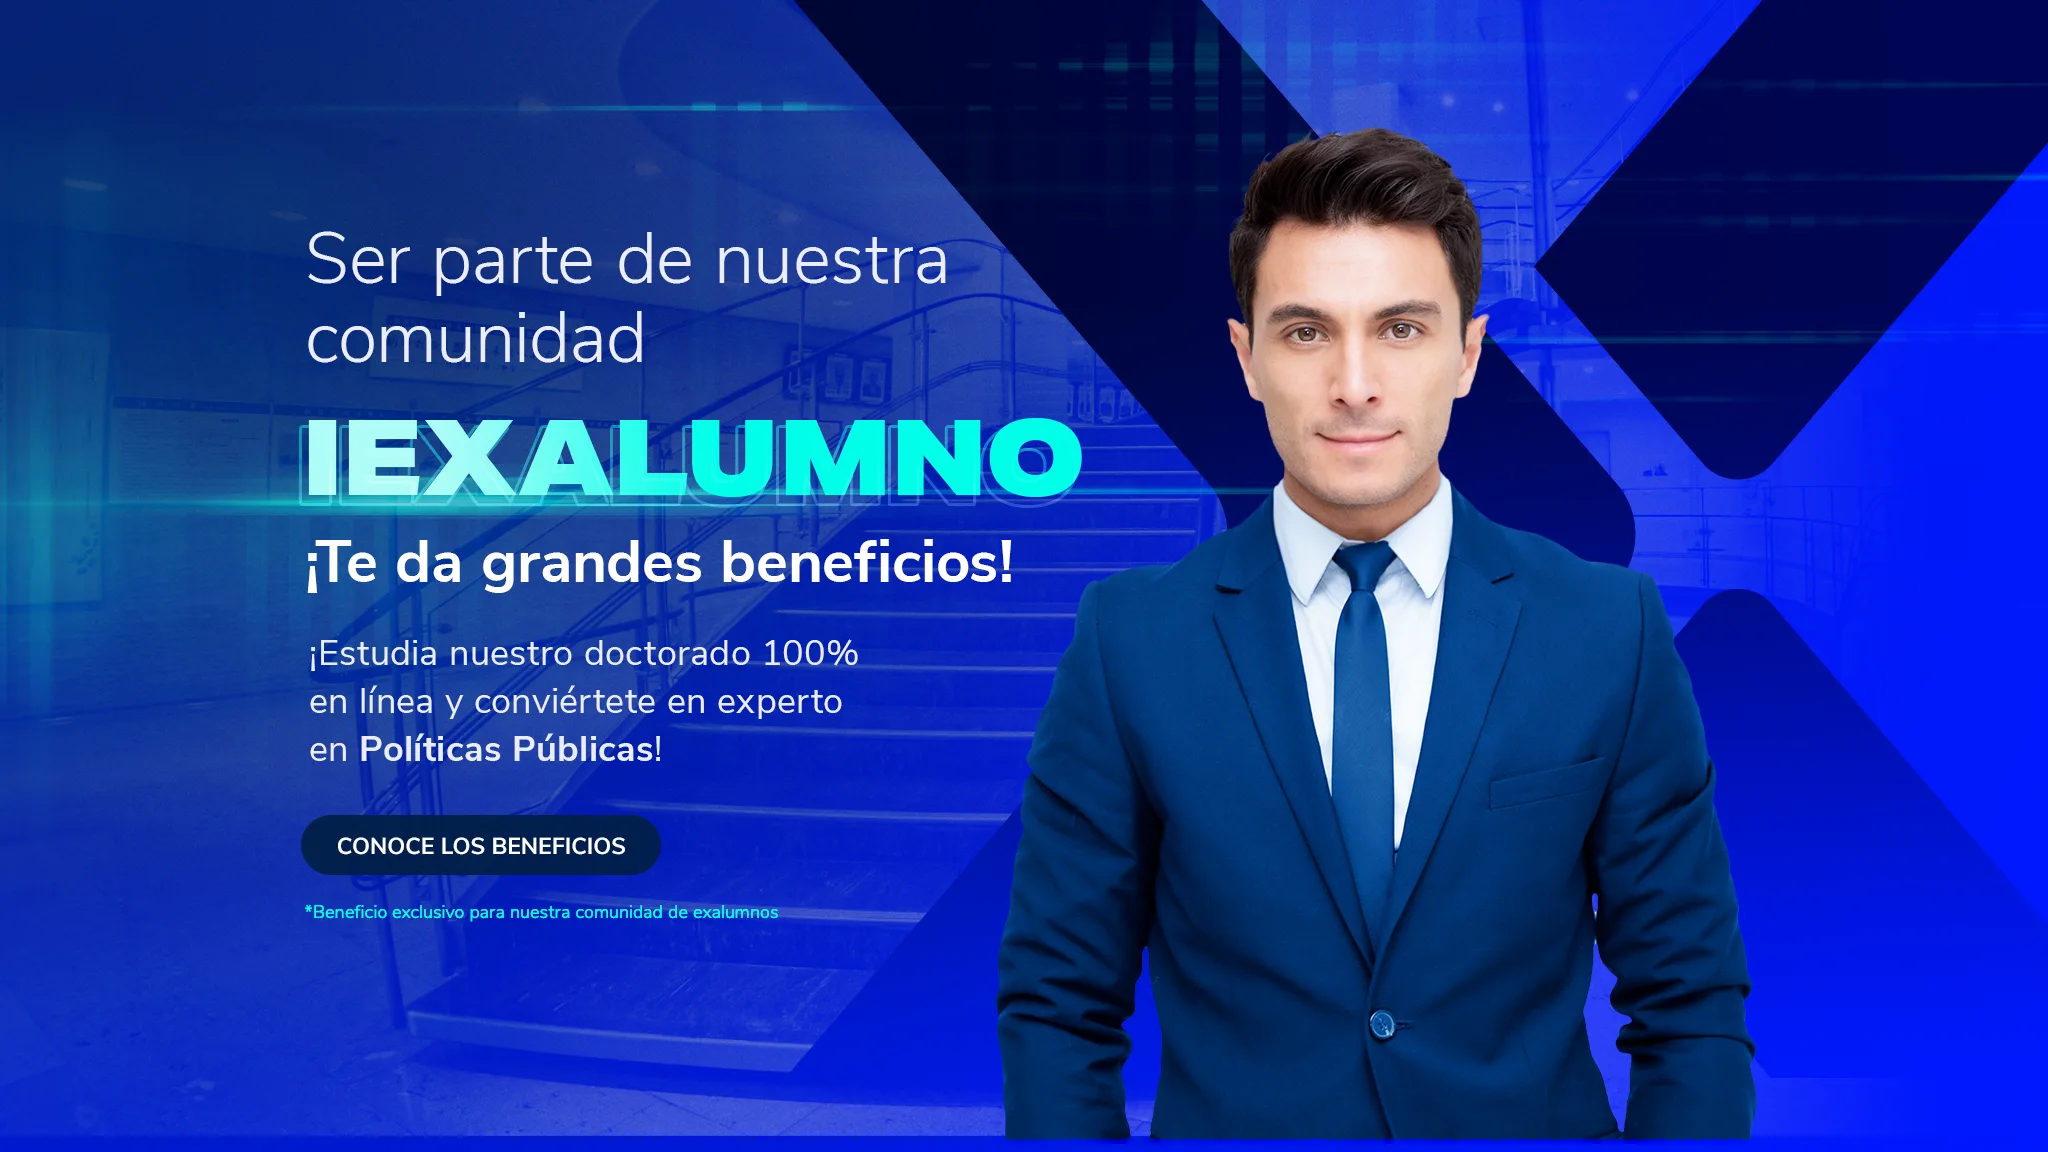 Ser parte de nuestra
comunidad
IEXALUMNO
¡Te da grandes beneficios!
¡Estudia nuestro doctorado 100%
en línea y conviértete en experto
en Políticas Públicas!
CONOCE LOS BENEFICIOS
*Beneficio exclusivo para nuestra comunidad de exalumnos